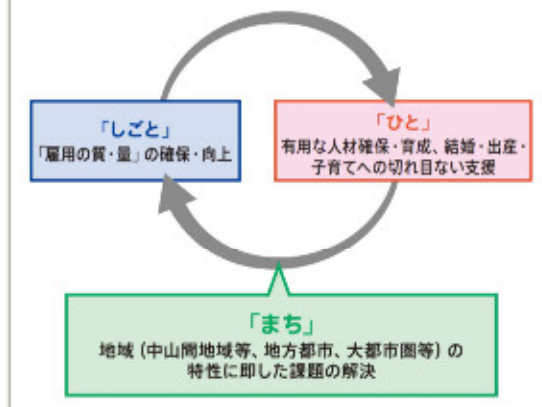 「しごと」
「雇用の質・量」の確保・向上
「ひと」
有用な人材確保・育成、結婚・出産・
子育てへの切れ目ない支援
「まち」
地域(中山間地域等、地方都市、大都市圏等)の
特性に即した課題の解決